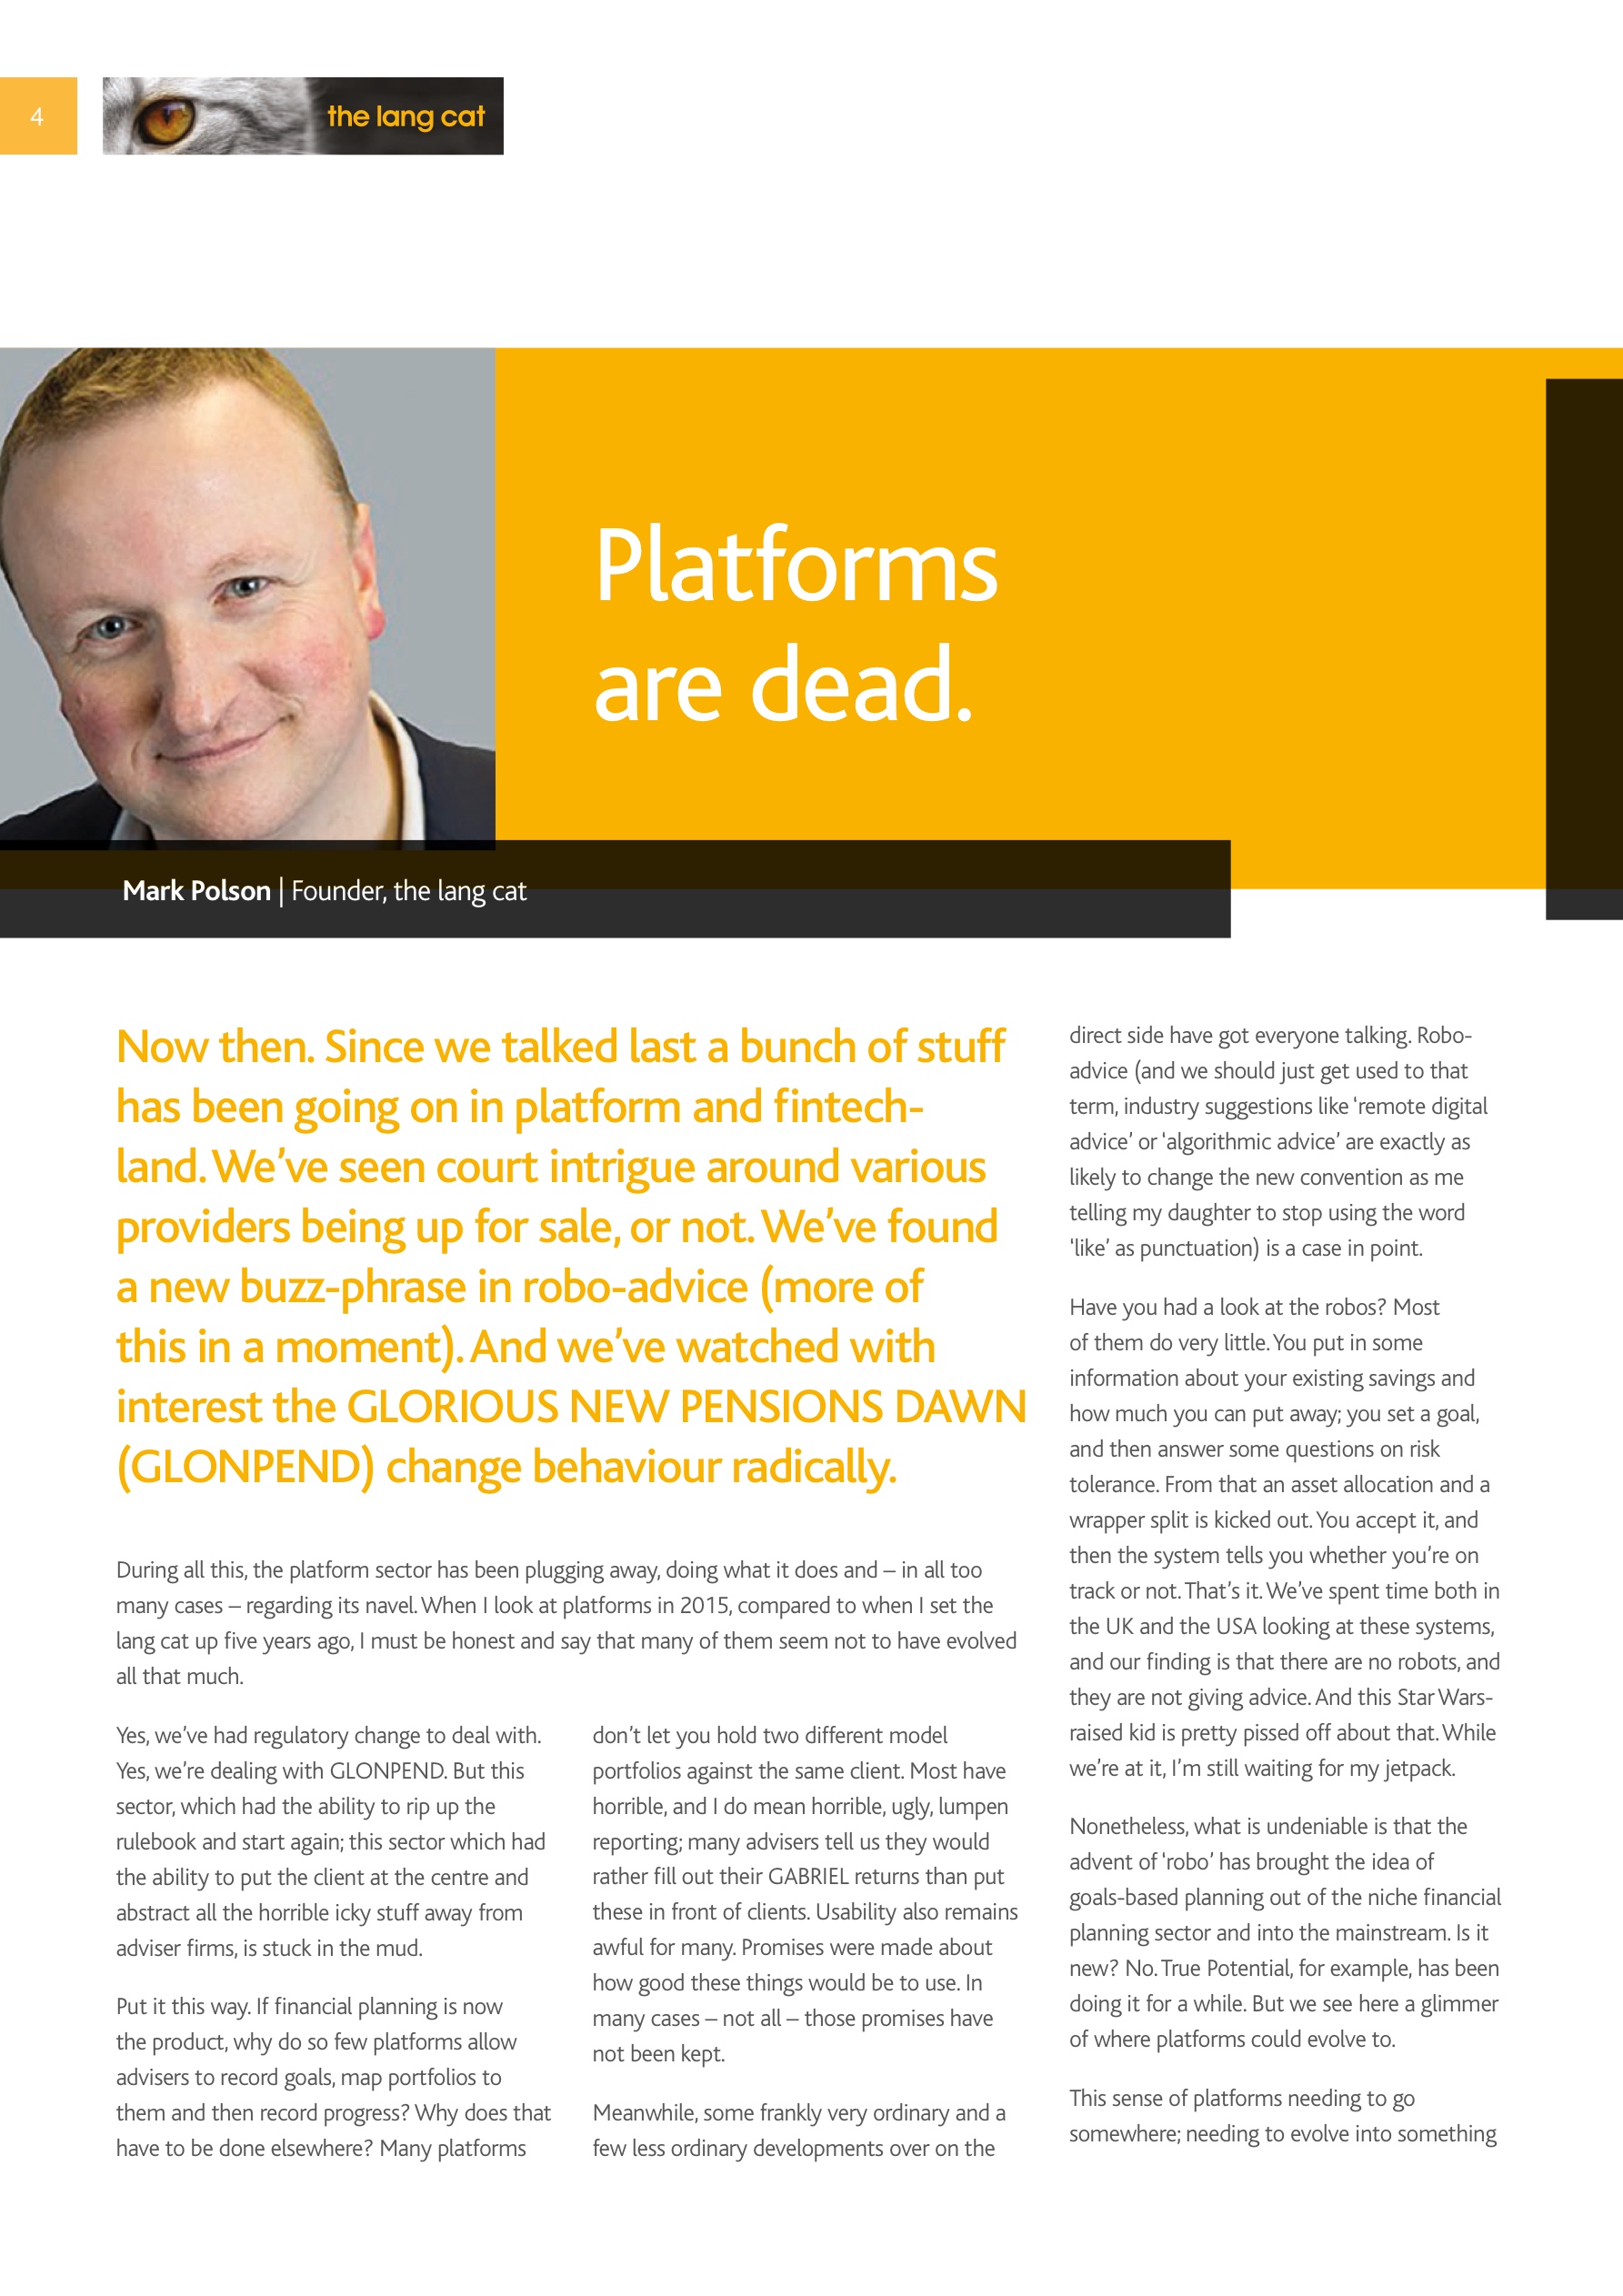 4
the lang cat
Platforms
are dead.
Mark Polson | Founder, the lang cat
Now then. Since we talked last a bunch of stuff
has been going on in platform and fintech-
land. We’ve seen court intrigue around various
providers being up for sale, or not. We’ve found
a new buzz-phrase in robo-advice (more of
this in a moment). And we’ve watched with
interest the GLORIOUS NEW PENSIONS DAWN
(GLONPEND) change behaviour radically.
During all this, the platform sector has been plugging away, doing what it does and – in all too
many cases – regarding its navel. When I look at platforms in 2015, compared to when I set the
lang cat up five years ago, I must be honest and say that many of them seem not to have evolved
all that much.
Yes, we’ve had regulatory change to deal with.
Yes, we’re dealing with GLONPEND. But this
sector, which had the ability to rip up the
rulebook and start again; this sector which had
the ability to put the client at the centre and
abstract all the horrible icky stuff away from
adviser firms, is stuck in the mud.
Put it this way. If financial planning is now
the product, why do so few platforms allow
advisers to record goals, map portfolios to
them and then record progress? Why does that
have to be done elsewhere? Many platforms
don’t let you hold two different model
portfolios against the same client. Most have
horrible, and I do mean horrible, ugly, lumpen
reporting; many advisers tell us they would
rather fill out their GABRIEL returns than put
these in front of clients. Usability also remains
awful for many. Promises were made about
how good these things would be to use. In
many cases – not all – those promises have
not been kept.
Meanwhile, some frankly very ordinary and a
few less ordinary developments over on the
direct side have got everyone talking. Robo-
advice (and we should just get used to that
term, industry suggestions like ‘remote digital
advice’ or ‘algorithmic advice’ are exactly as
likely to change the new convention as me
telling my daughter to stop using the word
‘like’ as punctuation) is a case in point.
Have you had a look at the robos? Most
of them do very little. You put in some
information about your existing savings and
how much you can put away; you set a goal,
and then answer some questions on risk
tolerance. From that an asset allocation and a
wrapper split is kicked out. You accept it, and
then the system tells you whether you’re on
track or not. That’s it. We’ve spent time both in
the UK and the USA looking at these systems,
and our finding is that there are no robots, and
they are not giving advice. And this Star Wars-
raised kid is pretty pissed off about that. While
we’re at it, I’m still waiting for my jetpack.
Nonetheless, what is undeniable is that the
advent of ‘robo’ has brought the idea of
goals-based planning out of the niche financial
planning sector and into the mainstream. Is it
new? No. True Potential, for example, has been
doing it for a while. But we see here a glimmer
of where platforms could evolve to.
This sense of platforms needing to go
somewhere; needing to evolve into something